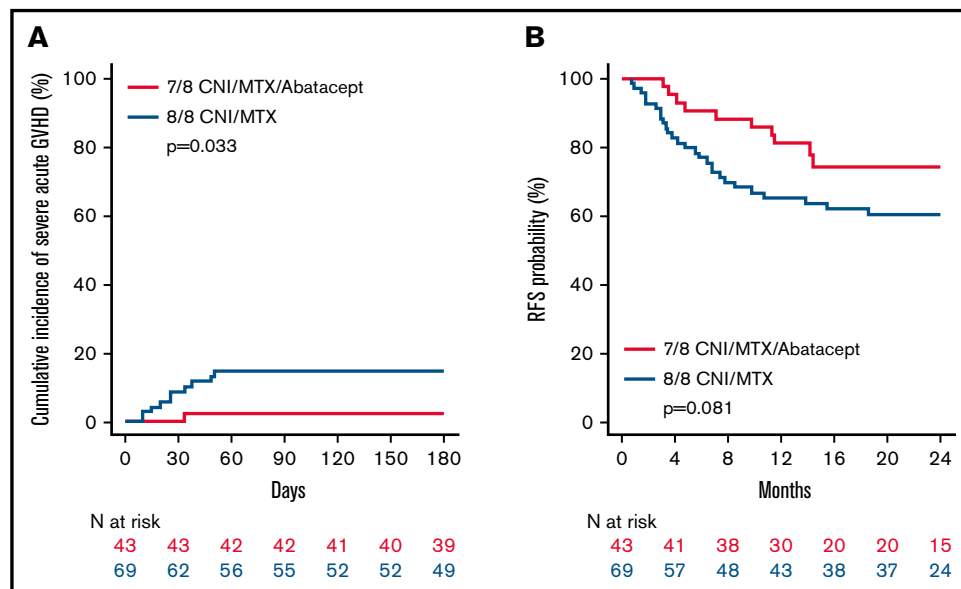 A
Cumulative incidence of severe acute GVHD (%)
100
80
60
40
20
0
7/8 CNI/MTX/Abatacept
8/8 CNI/MTX
p=0.033
0 30 60 90 120 150 180
Days
N at risk
43 43 42 42 41 40 39
69 62 56 55 52 52 49
B
RFS probability (%)
100
80
60
40
20
0
7/8 CNI/MTX/Abatacept
8/8 CNI/MTX
p=0.081
0 4 8 12 16 20 24
Months
N at risk
43 41 38 30 20 20 15
69 57 48 43 38 37 24